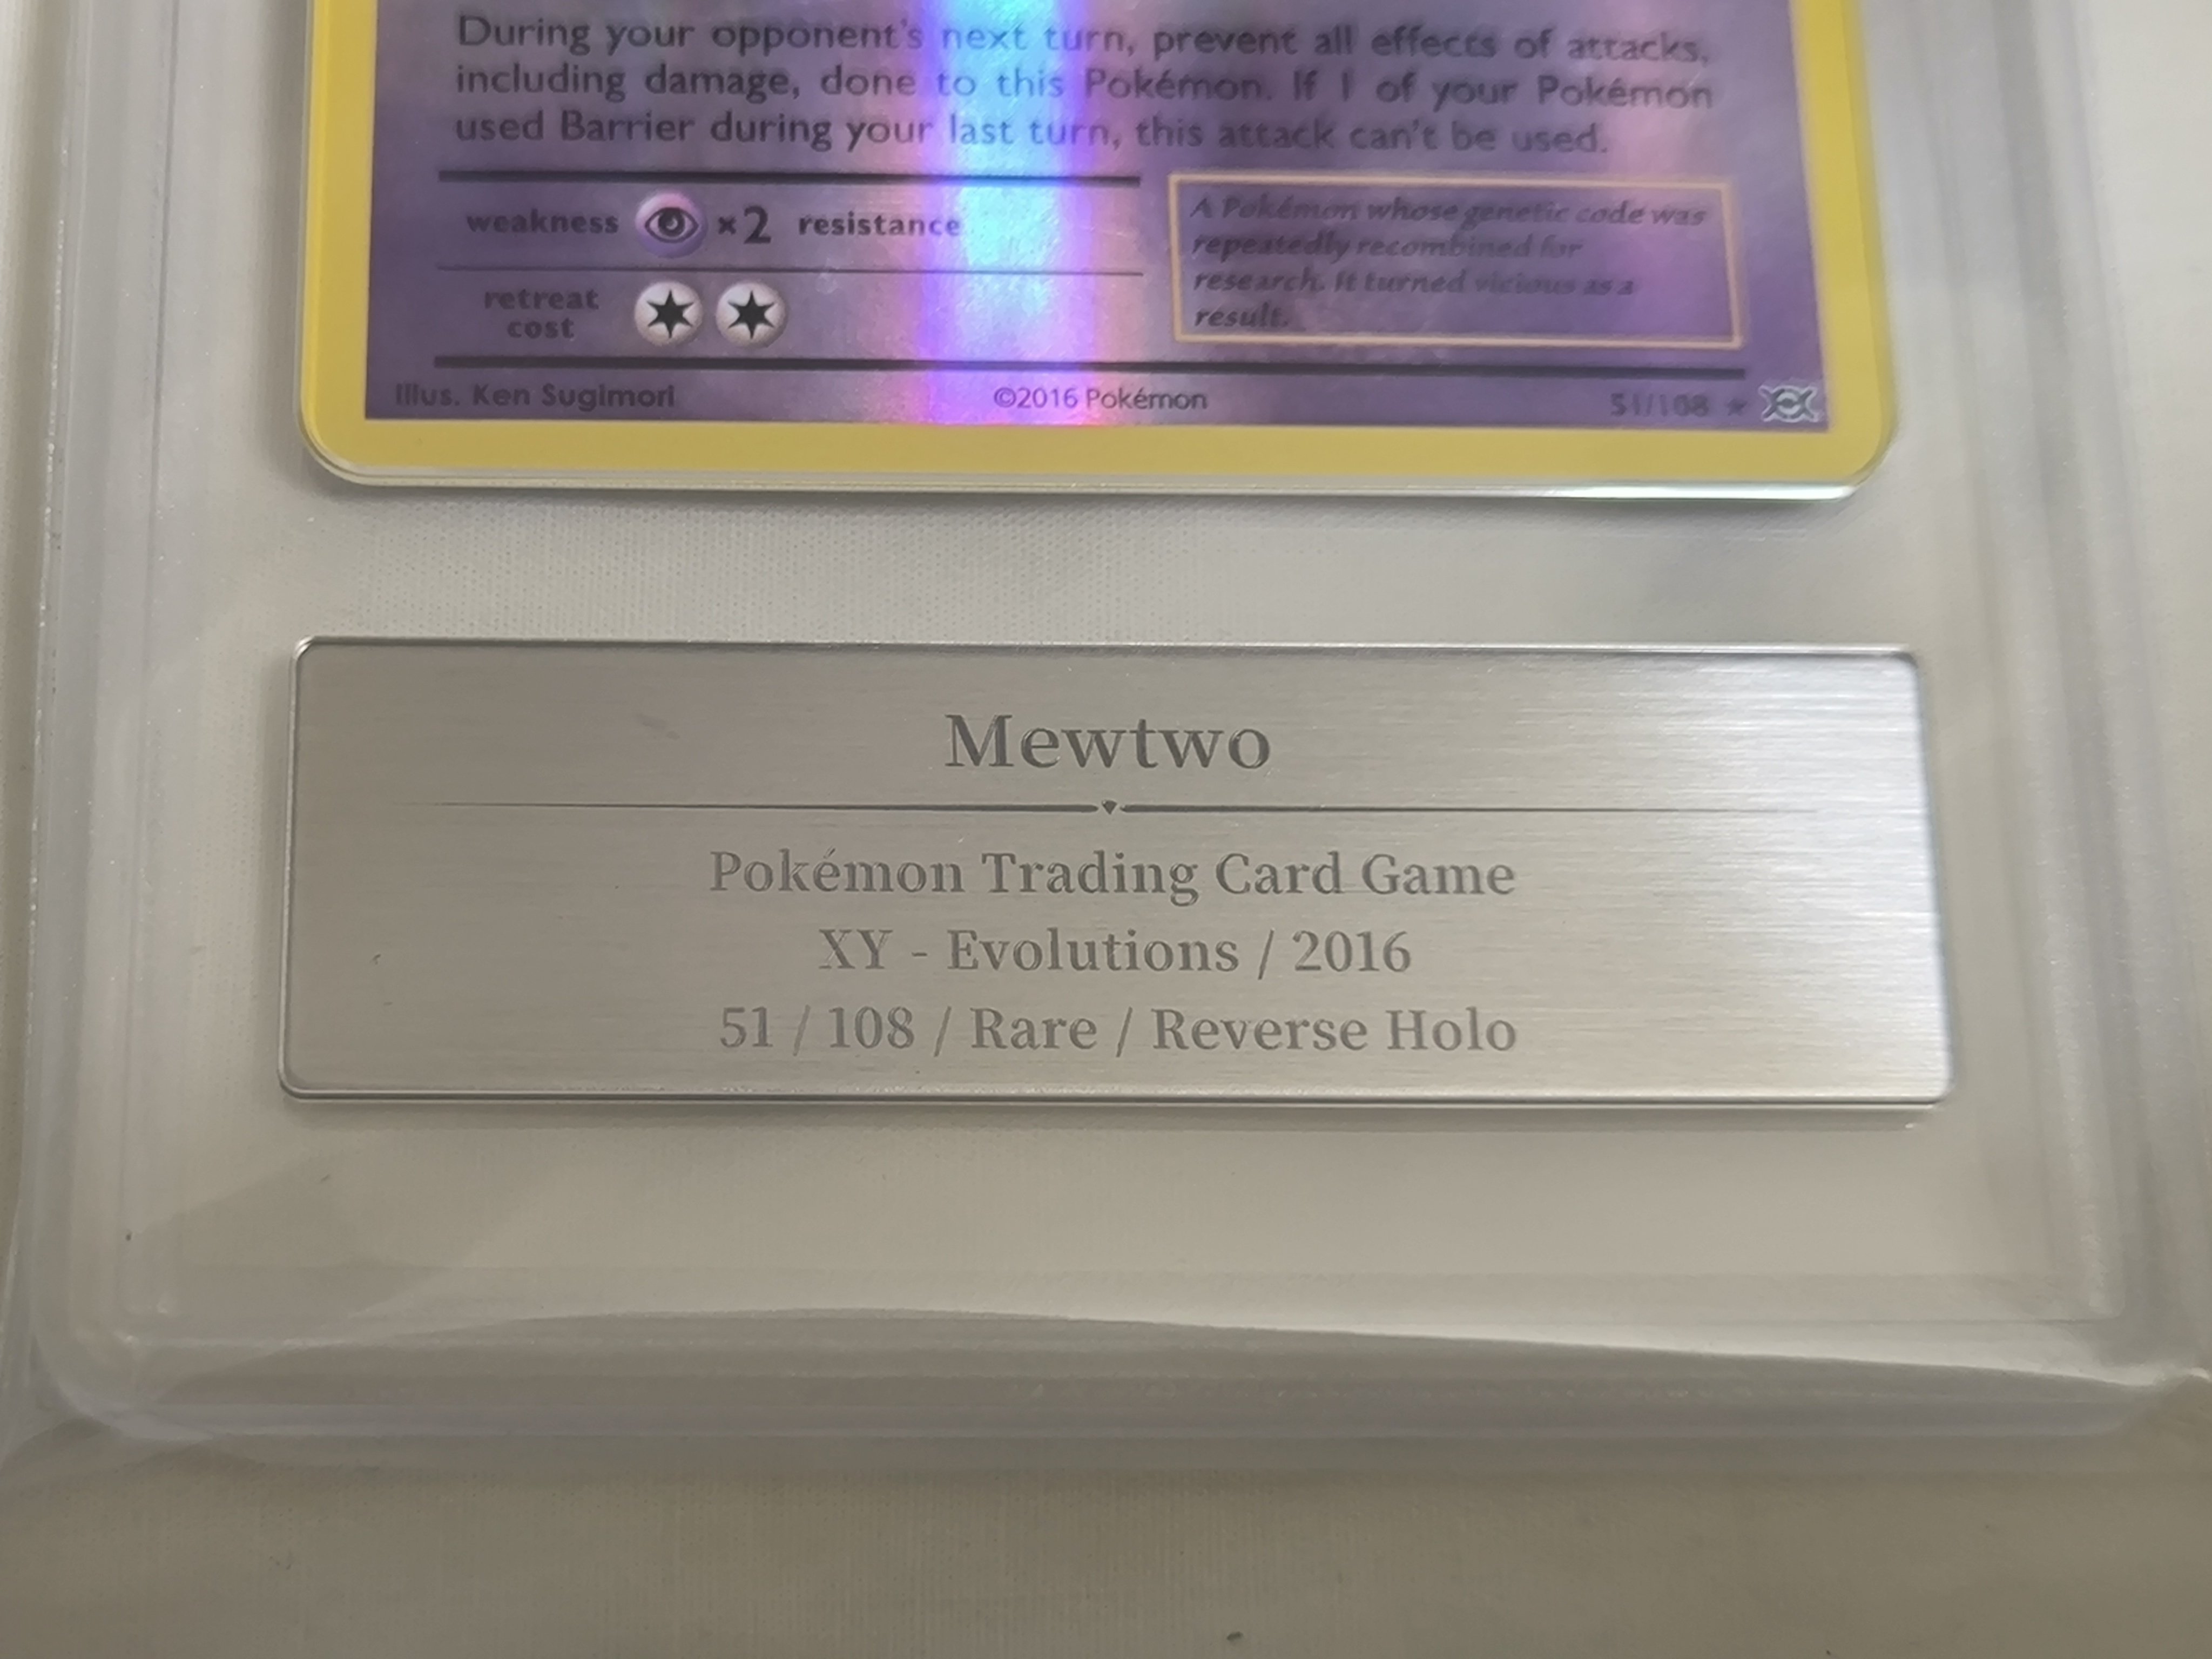 During your opponent's next turn, prevent all effects of attacks,
including damage, done to this Pokémon. If 1 of your Pokémon
used Barrier during your last turn, this attack can't be used.
weakness ×2 resistance
retreat
cost
A Pokémon whose genetic code was
repeatedly recombined for
research. It turned vicious as a
result.
Illus. Ken Sugimori ©2016 Pokémon 51/108 ★
Mewtwo
Pokémon Trading Card Game
XY - Evolutions / 2016
51 / 108 / Rare / Reverse Holo